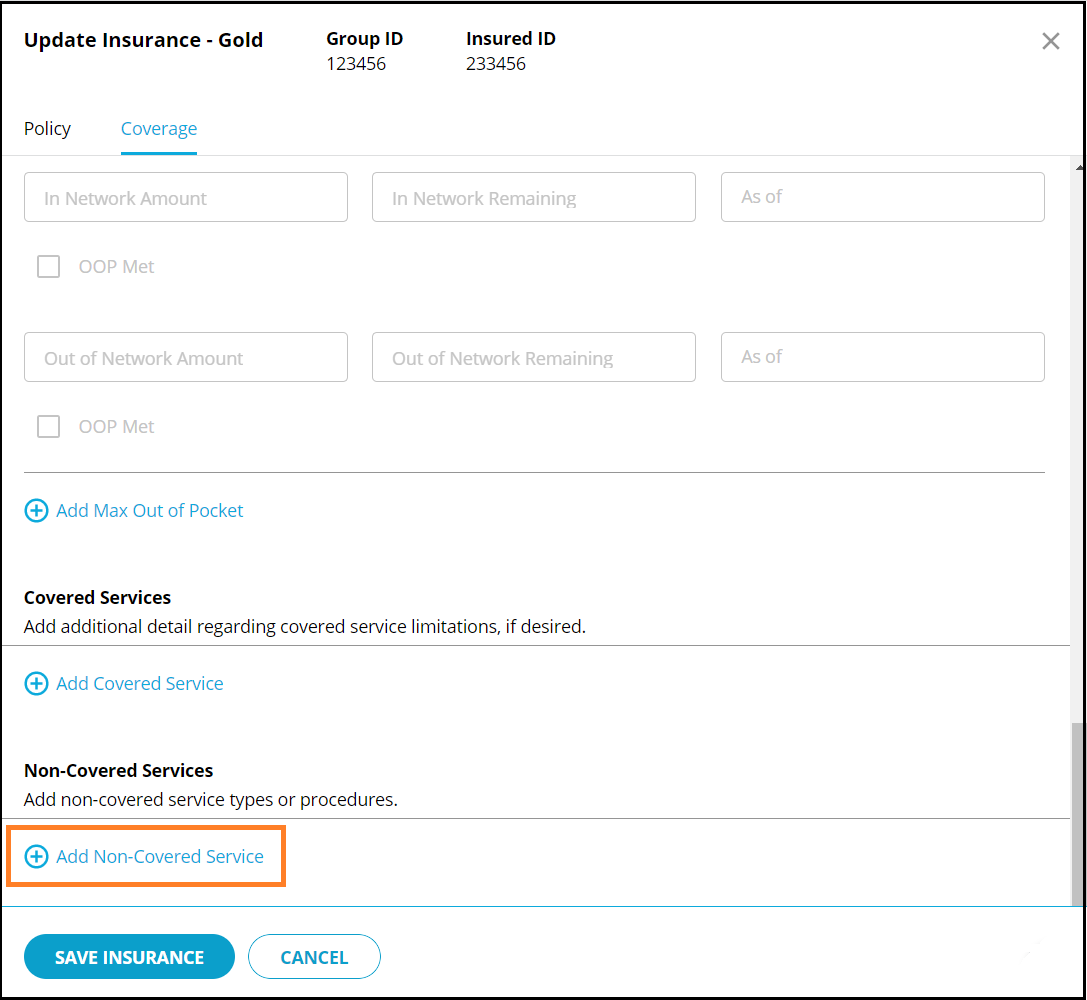 Update Insurance - Gold
Group ID
Insured ID
123456
233456
Policy
Coverage
In Network Amount
In Network Remaining
As of
OOP Met
Out of Network Amount
Out of Network Remaining
As of
OOP Met
Add Max Out of Pocket
Covered Services
Add additional detail regarding covered service limitations, if desired.
Add Covered Service
Non-Covered Services
Add non-covered service types or procedures.
Add Non-Covered Service
SAVE INSURANCE
CANCEL